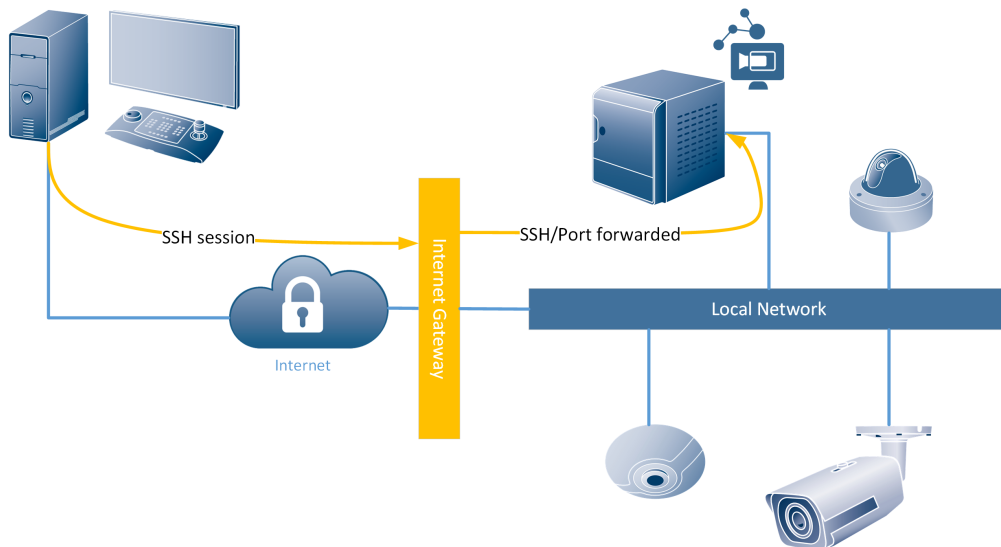 SSH session
SSH/Port forwarded
Internet Gateway
Local Network
Internet